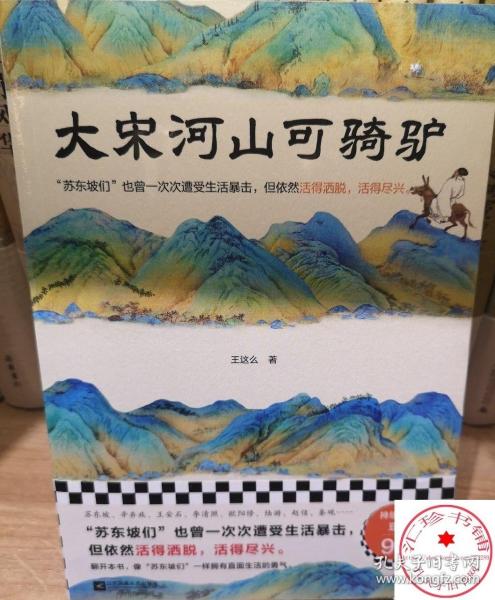 大宋河山可骑驴
“苏东坡们”也曾一次次遭受生活暴击，但依然活得洒脱，活得尽兴。
王这么 著
苏东坡、辛弃疾、王安石、李清照、欧阳修、陆游、赵佶、秦观……
“苏东坡们”也曾一次次遭受生活暴击，
但依然活得洒脱，活得尽兴。
翻开本书，像“苏东坡们”一样拥有直面生活的勇气。
汇珍书铺
孔夫子旧书网
www.kongfz.com